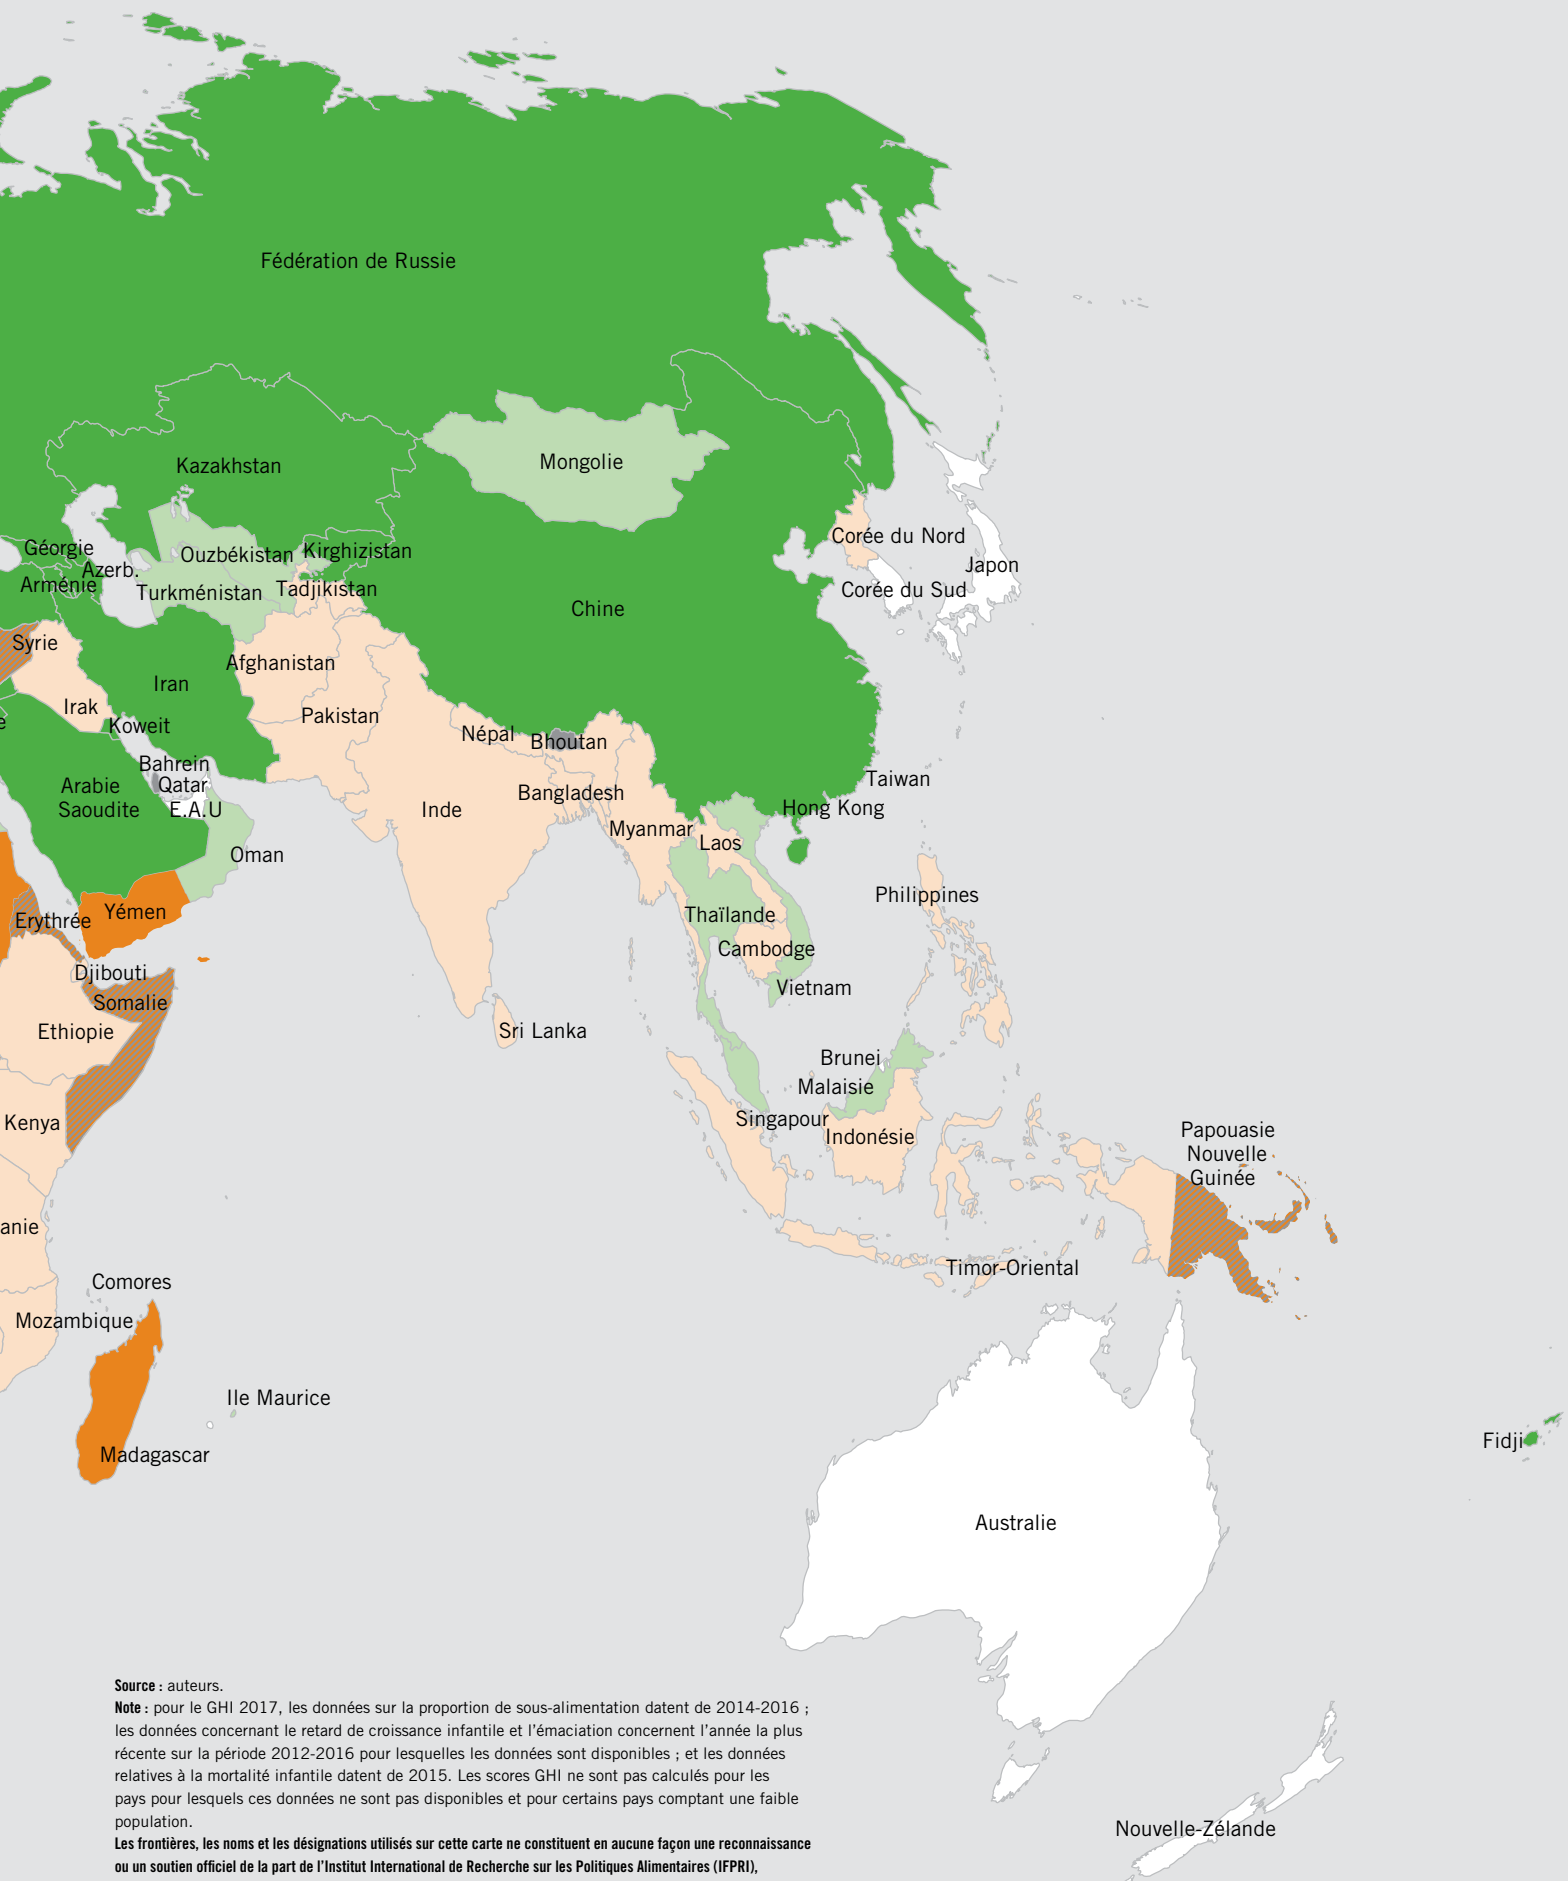 Fédération de Russie
Kazakhstan
Mongolie
Corée du Nord
Géorgie
Ouzbékistan
Kirghizistan
Azerb.
Japon
Arménie
Turkménistan
Tadjikistan
Corée du Sud
Chine
Syrie
Afghanistan
Iran
Irak
Pakistan
e
Koweit
Népal
Bhoutan
Bahrein
Taiwan
Arabie
Saoudite
Qatar
Bangladesh
E.A.U
Inde
Hong Kong
Myanmar
Laos
Oman
Philippines
Erythrée
Yémen
Thaïlande
Cambodge
Djibouti
Vietnam
Somalie
Ethiopie
Sri Lanka
Brunei
Malaisie
Kenya
Singapour
Indonésie
Papouasie
Nouvelle
Guinée
anie
Timor-Oriental
Comores
Mozambique
Ile Maurice
Madagascar
Fidji
Australie
Source : auteurs.
Note : pour le GHI 2017, les données sur la proportion de sous-alimentation datent de 2014-2016 ;
les données concernant le retard de croissance infantile et l'émaciation concernent l'année la plus
récente sur la période 2012-2016 pour lesquelles les données sont disponibles ; et les données
relatives à la mortalité infantile datent de 2015. Les scores GHI ne sont pas calculés pour les
pays pour lesquels ces données ne sont pas disponibles et pour certains pays comptant une faible
population.
Les frontières, les noms et les désignations utilisés sur cette carte ne constituent en aucune façon une reconnaissance
ou un soutien officiel de la part de l'Institut International de Recherche sur les Politiques Alimentaires (IFPRI),
Nouvelle-Zélande